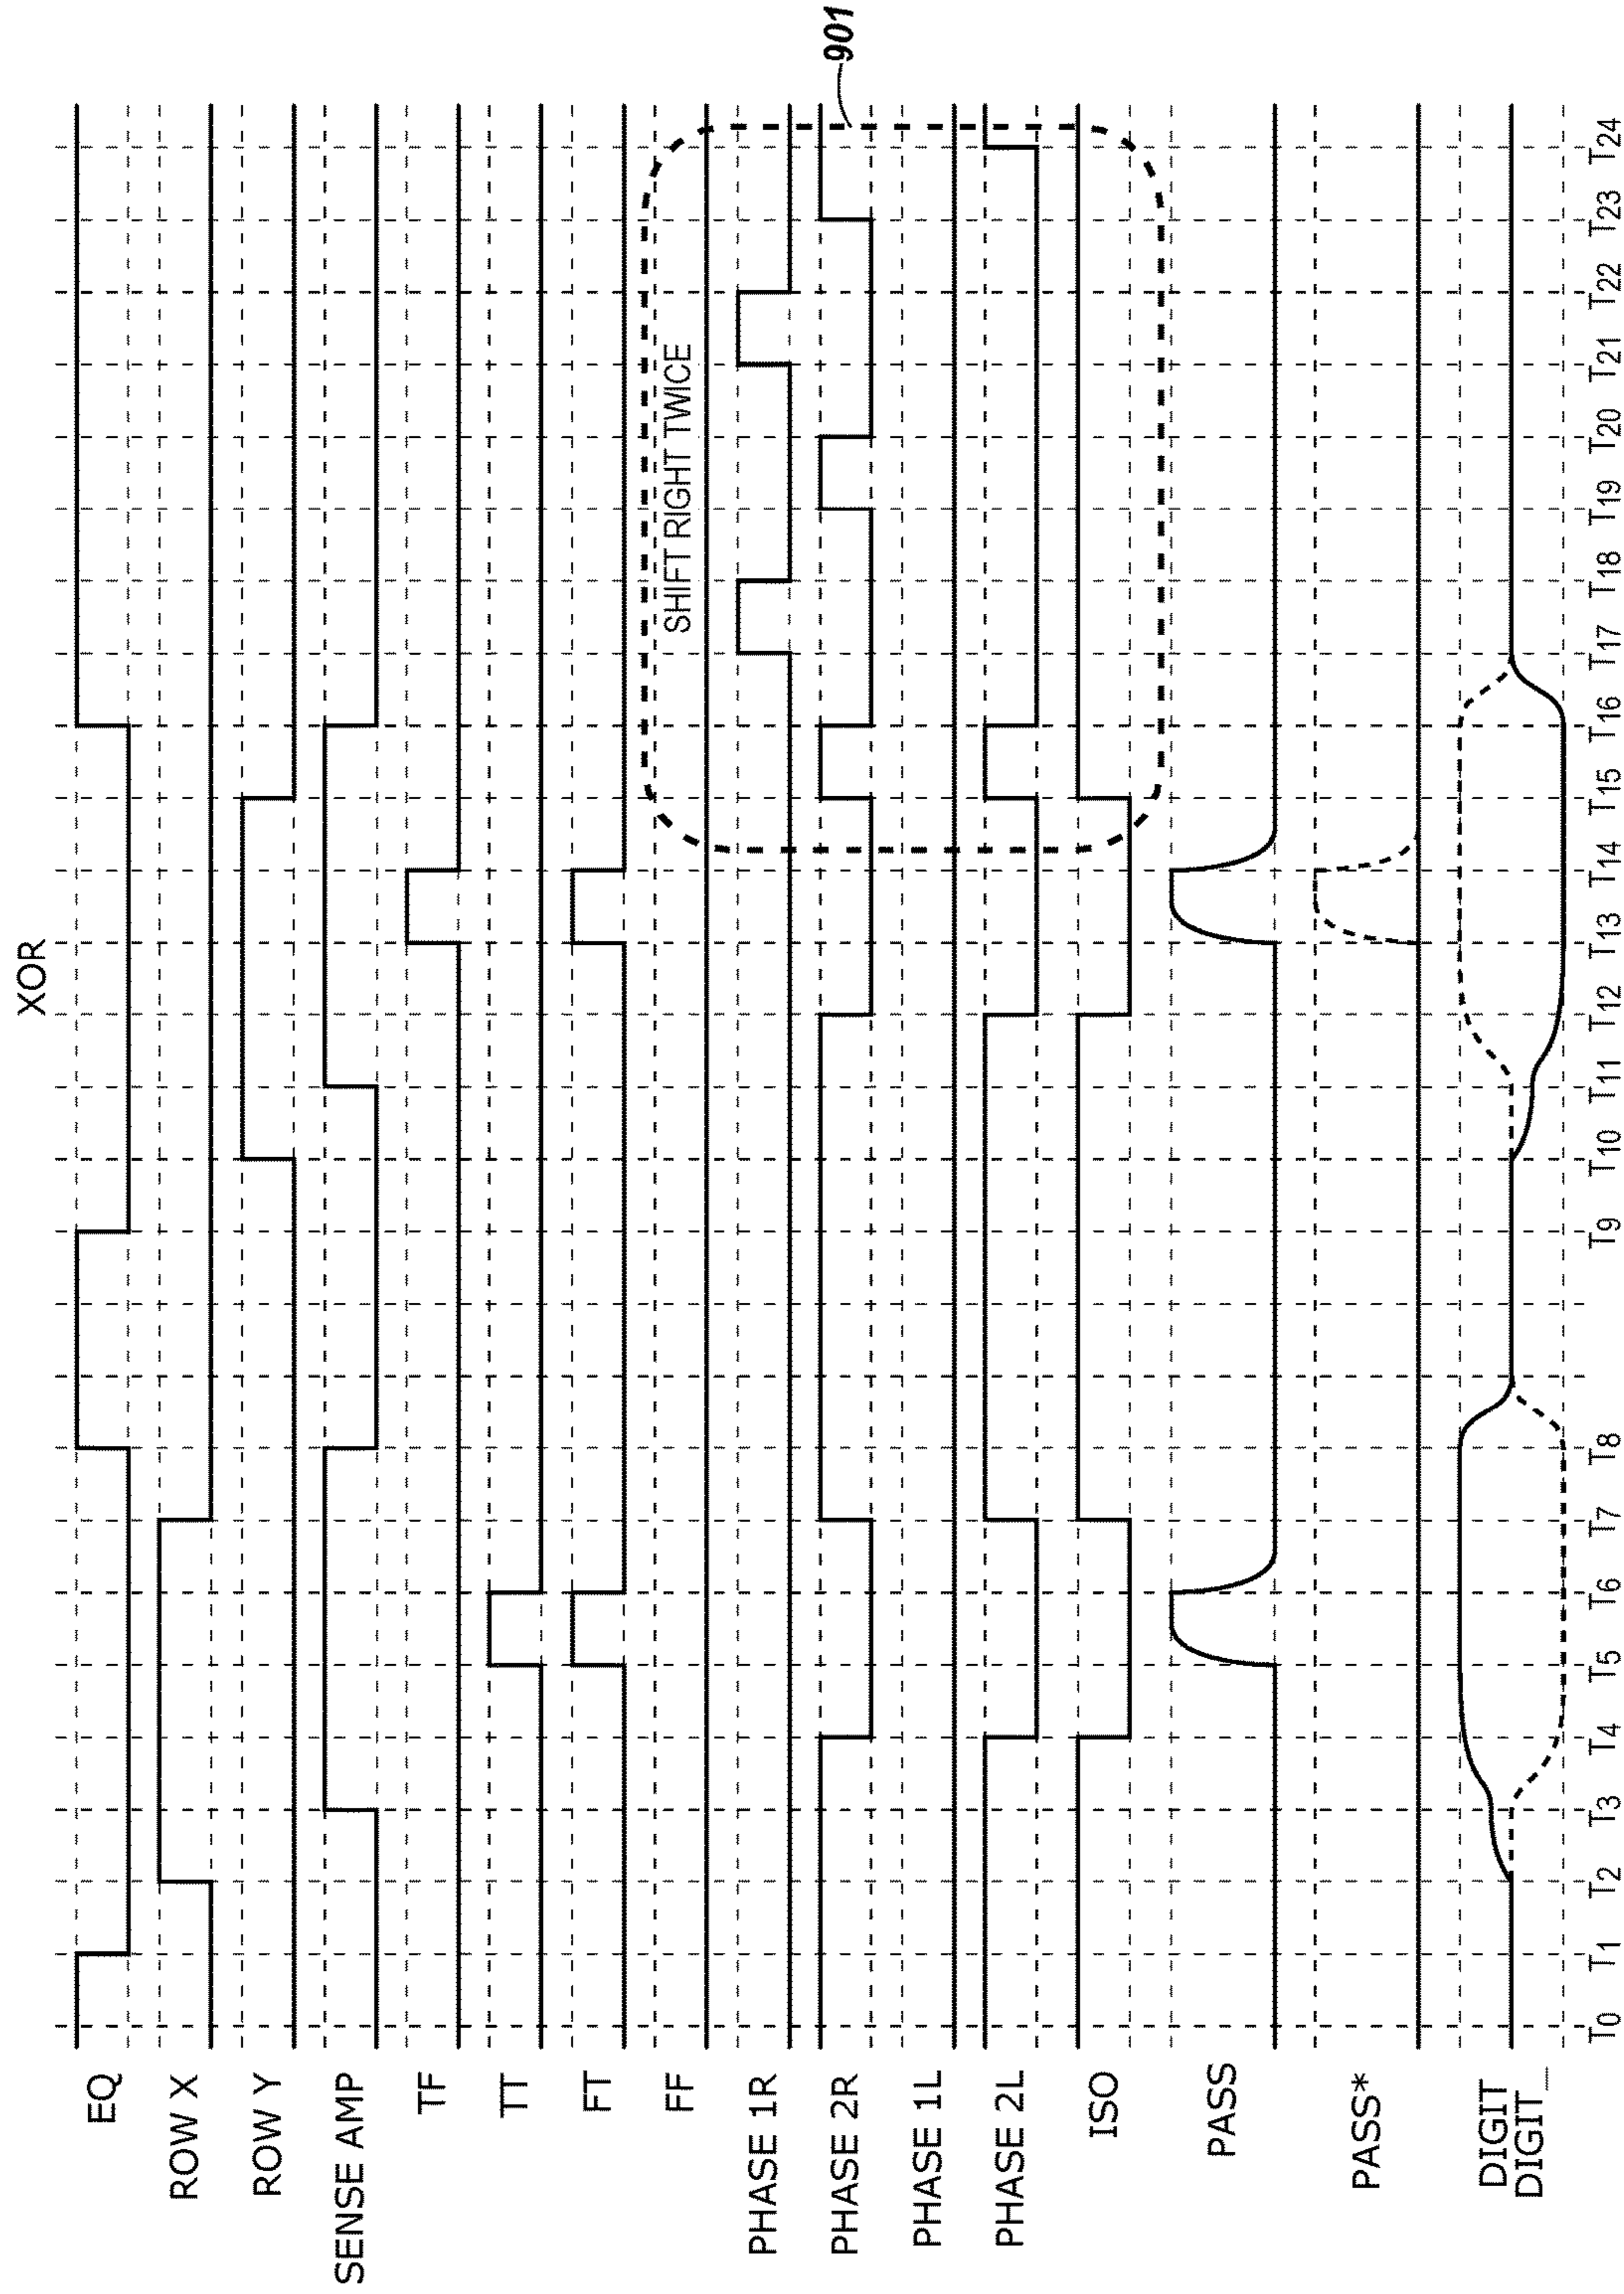 XOR
EQ
ROW X
ROW Y
SENSE AMP
TF
TT
FT
FF
SHIFT RIGHT TWICE
PHASE 1R
PHASE 2R
901
PHASE 1L
PHASE 2L
ISO
PASS
PASS*
DIGIT
DIGIT_
T0 T1 T2 T3 T4 T5 T6 T7 T8 T9 T10 T11 T12 T13 T14 T15 T16 T17 T18 T19 T20 T21 T22 T23 T24